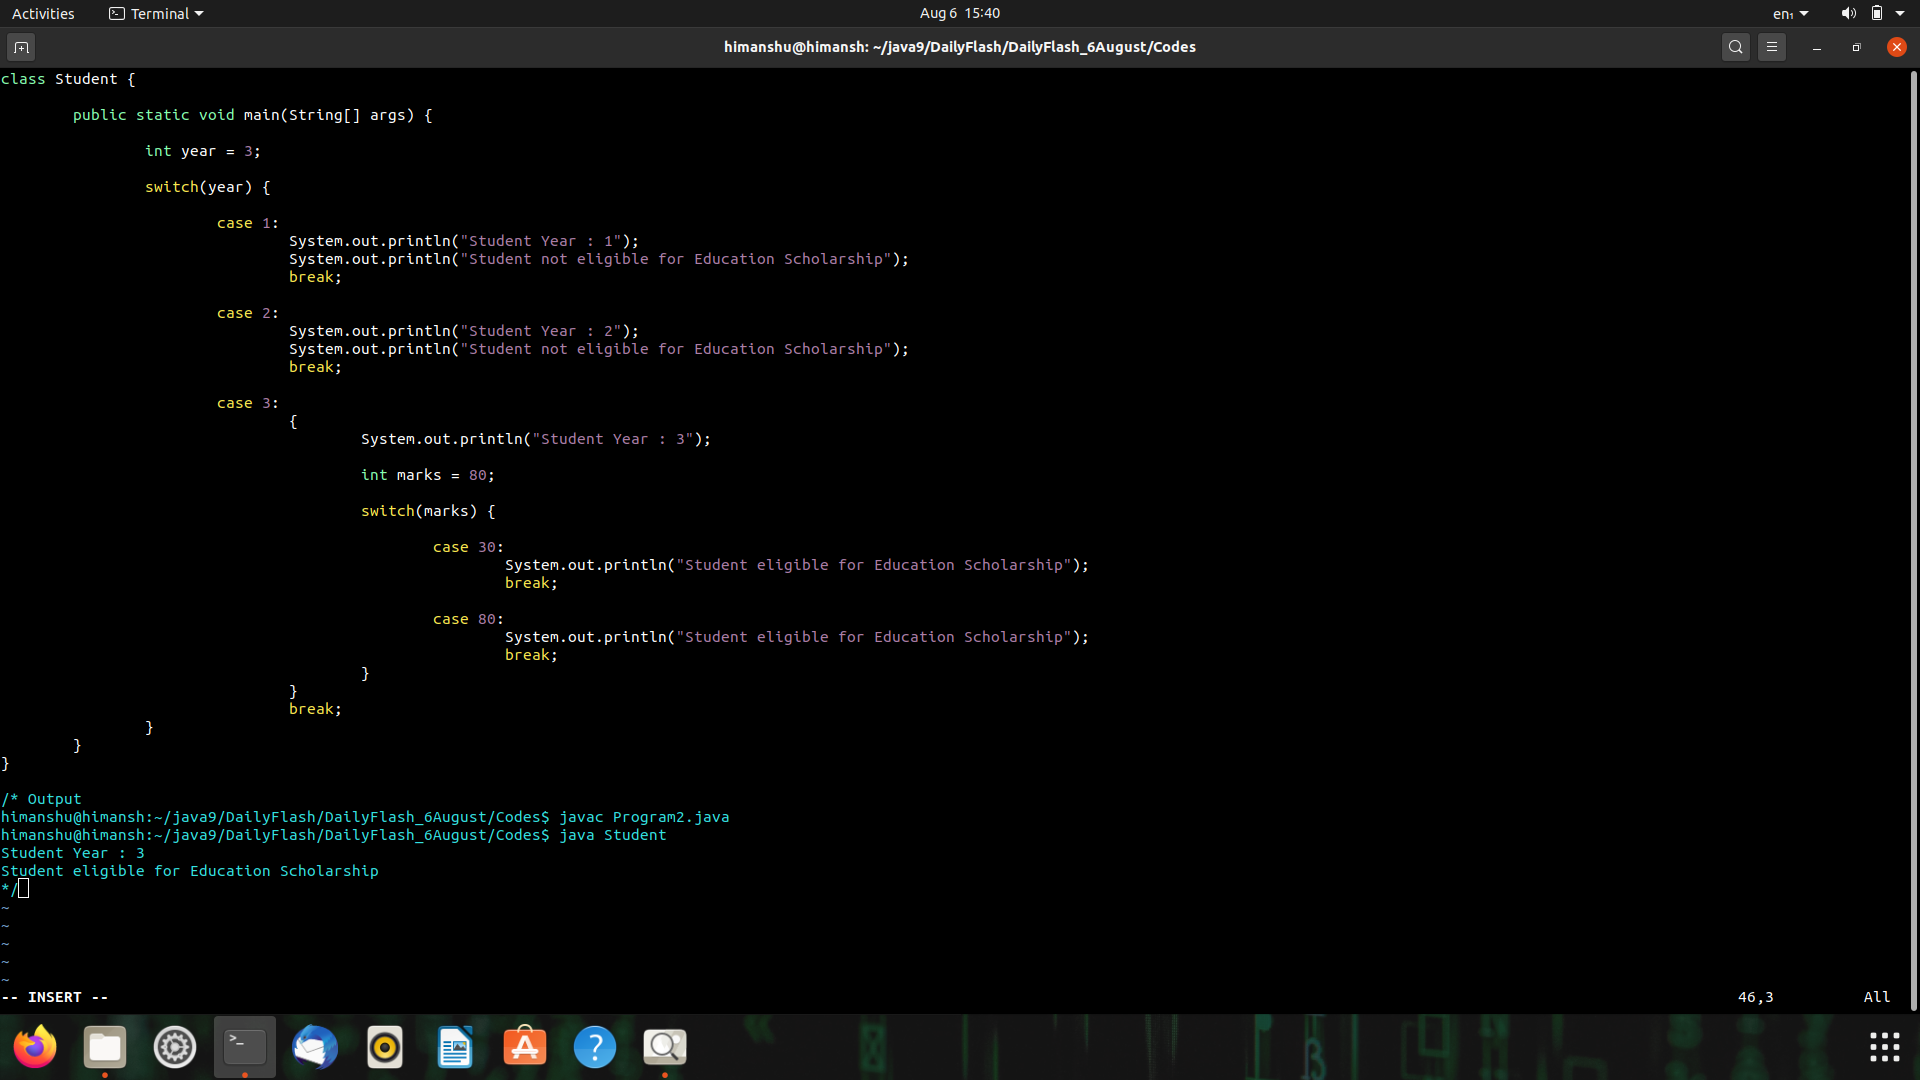 Activities Terminal Aug 6 15:40 en₁
himanshu@himansh: ~/java9/DailyFlash/DailyFlash_6August/Codes
class Student {
public static void main(String[] args) {
int year = 3;
switch(year) {
case 1:
System.out.println("Student Year : 1");
System.out.println("Student not eligible for Education Scholarship");
break;
case 2:
System.out.println("Student Year : 2");
System.out.println("Student not eligible for Education Scholarship");
break;
case 3:
{
System.out.println("Student Year : 3");
int marks = 80;
switch(marks) {
case 30:
System.out.println("Student eligible for Education Scholarship");
break;
case 80:
System.out.println("Student eligible for Education Scholarship");
break;
}
}
break;
}
}
}
/* Output
himanshu@himansh:~/java9/DailyFlash/DailyFlash_6August/Codes$ javac Program2.java
himanshu@himansh:~/java9/DailyFlash/DailyFlash_6August/Codes$ java Student
Student Year : 3
Student eligible for Education Scholarship
*/
~
~
~
~
~
-- INSERT -- 46,3 All